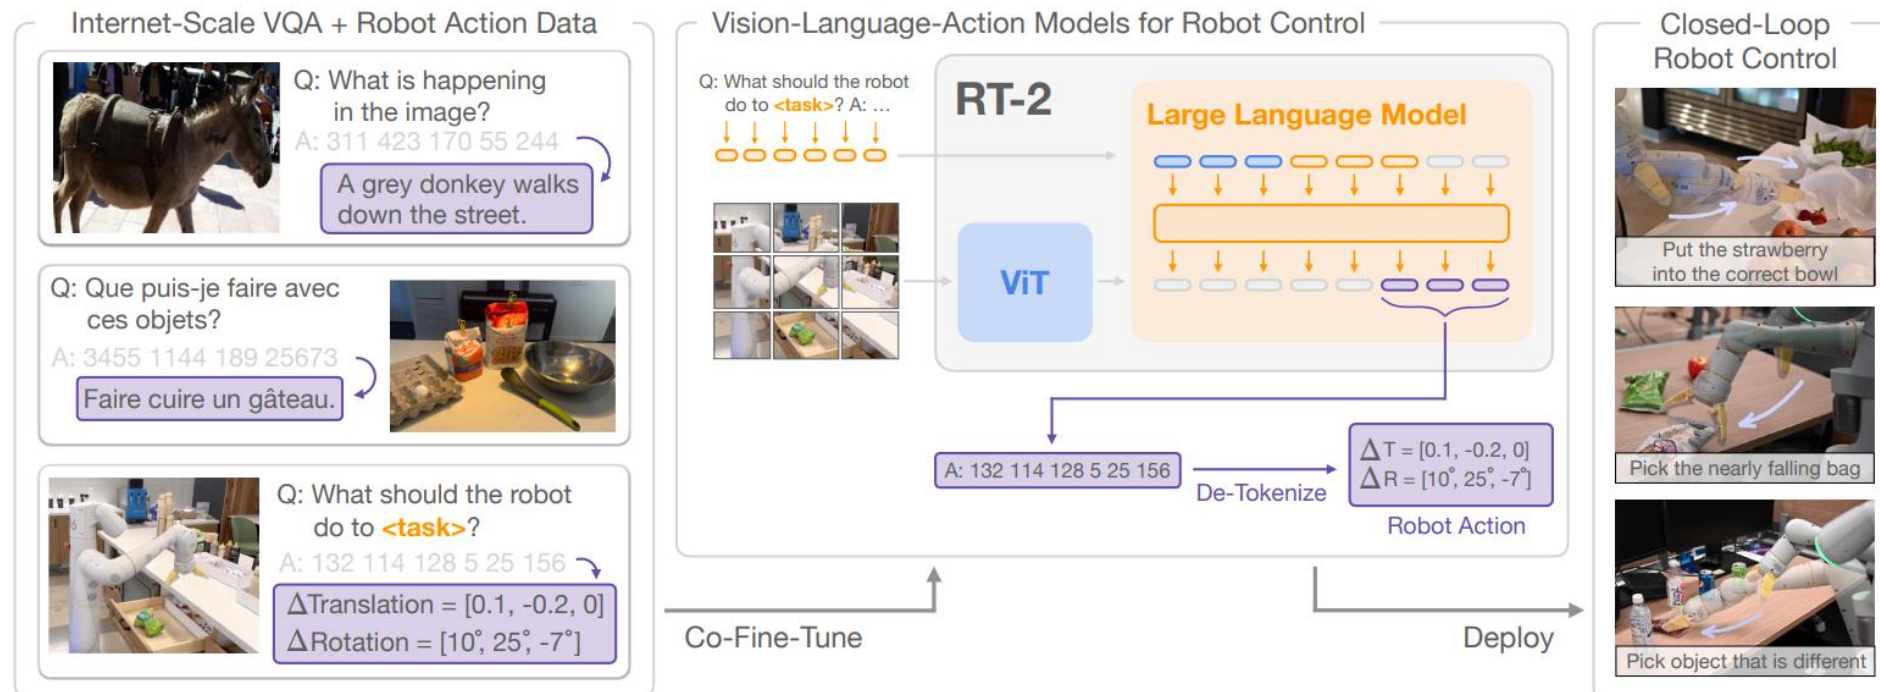 Internet-Scale VQA + Robot Action Data
Q: What is happening
in the image?
A: 311 423 170 55 244
A grey donkey walks
down the street.
Q: Que puis-je faire avec
ces objets?
A: 3455 1144 189 25673
Faire cuire un gâteau.
Q: What should the robot
do to <task>?
A: 132 114 128 5 25 156
ΔTranslation = [0.1, -0.2, 0]
ΔRotation = [10°, 25°, -7°]
Co-Fine-Tune
Vision-Language-Action Models for Robot Control
Q: What should the robot
do to <task>? A: ...
RT-2
Large Language Model
ViT
A: 132 114 128 5 25 156
De-Tokenize
ΔT = [0.1, -0.2, 0]
ΔR = [10°, 25°, -7°]
Robot Action
Deploy
Closed-Loop
Robot Control
Put the strawberry
into the correct bowl
Pick the nearly falling bag
Pick object that is different